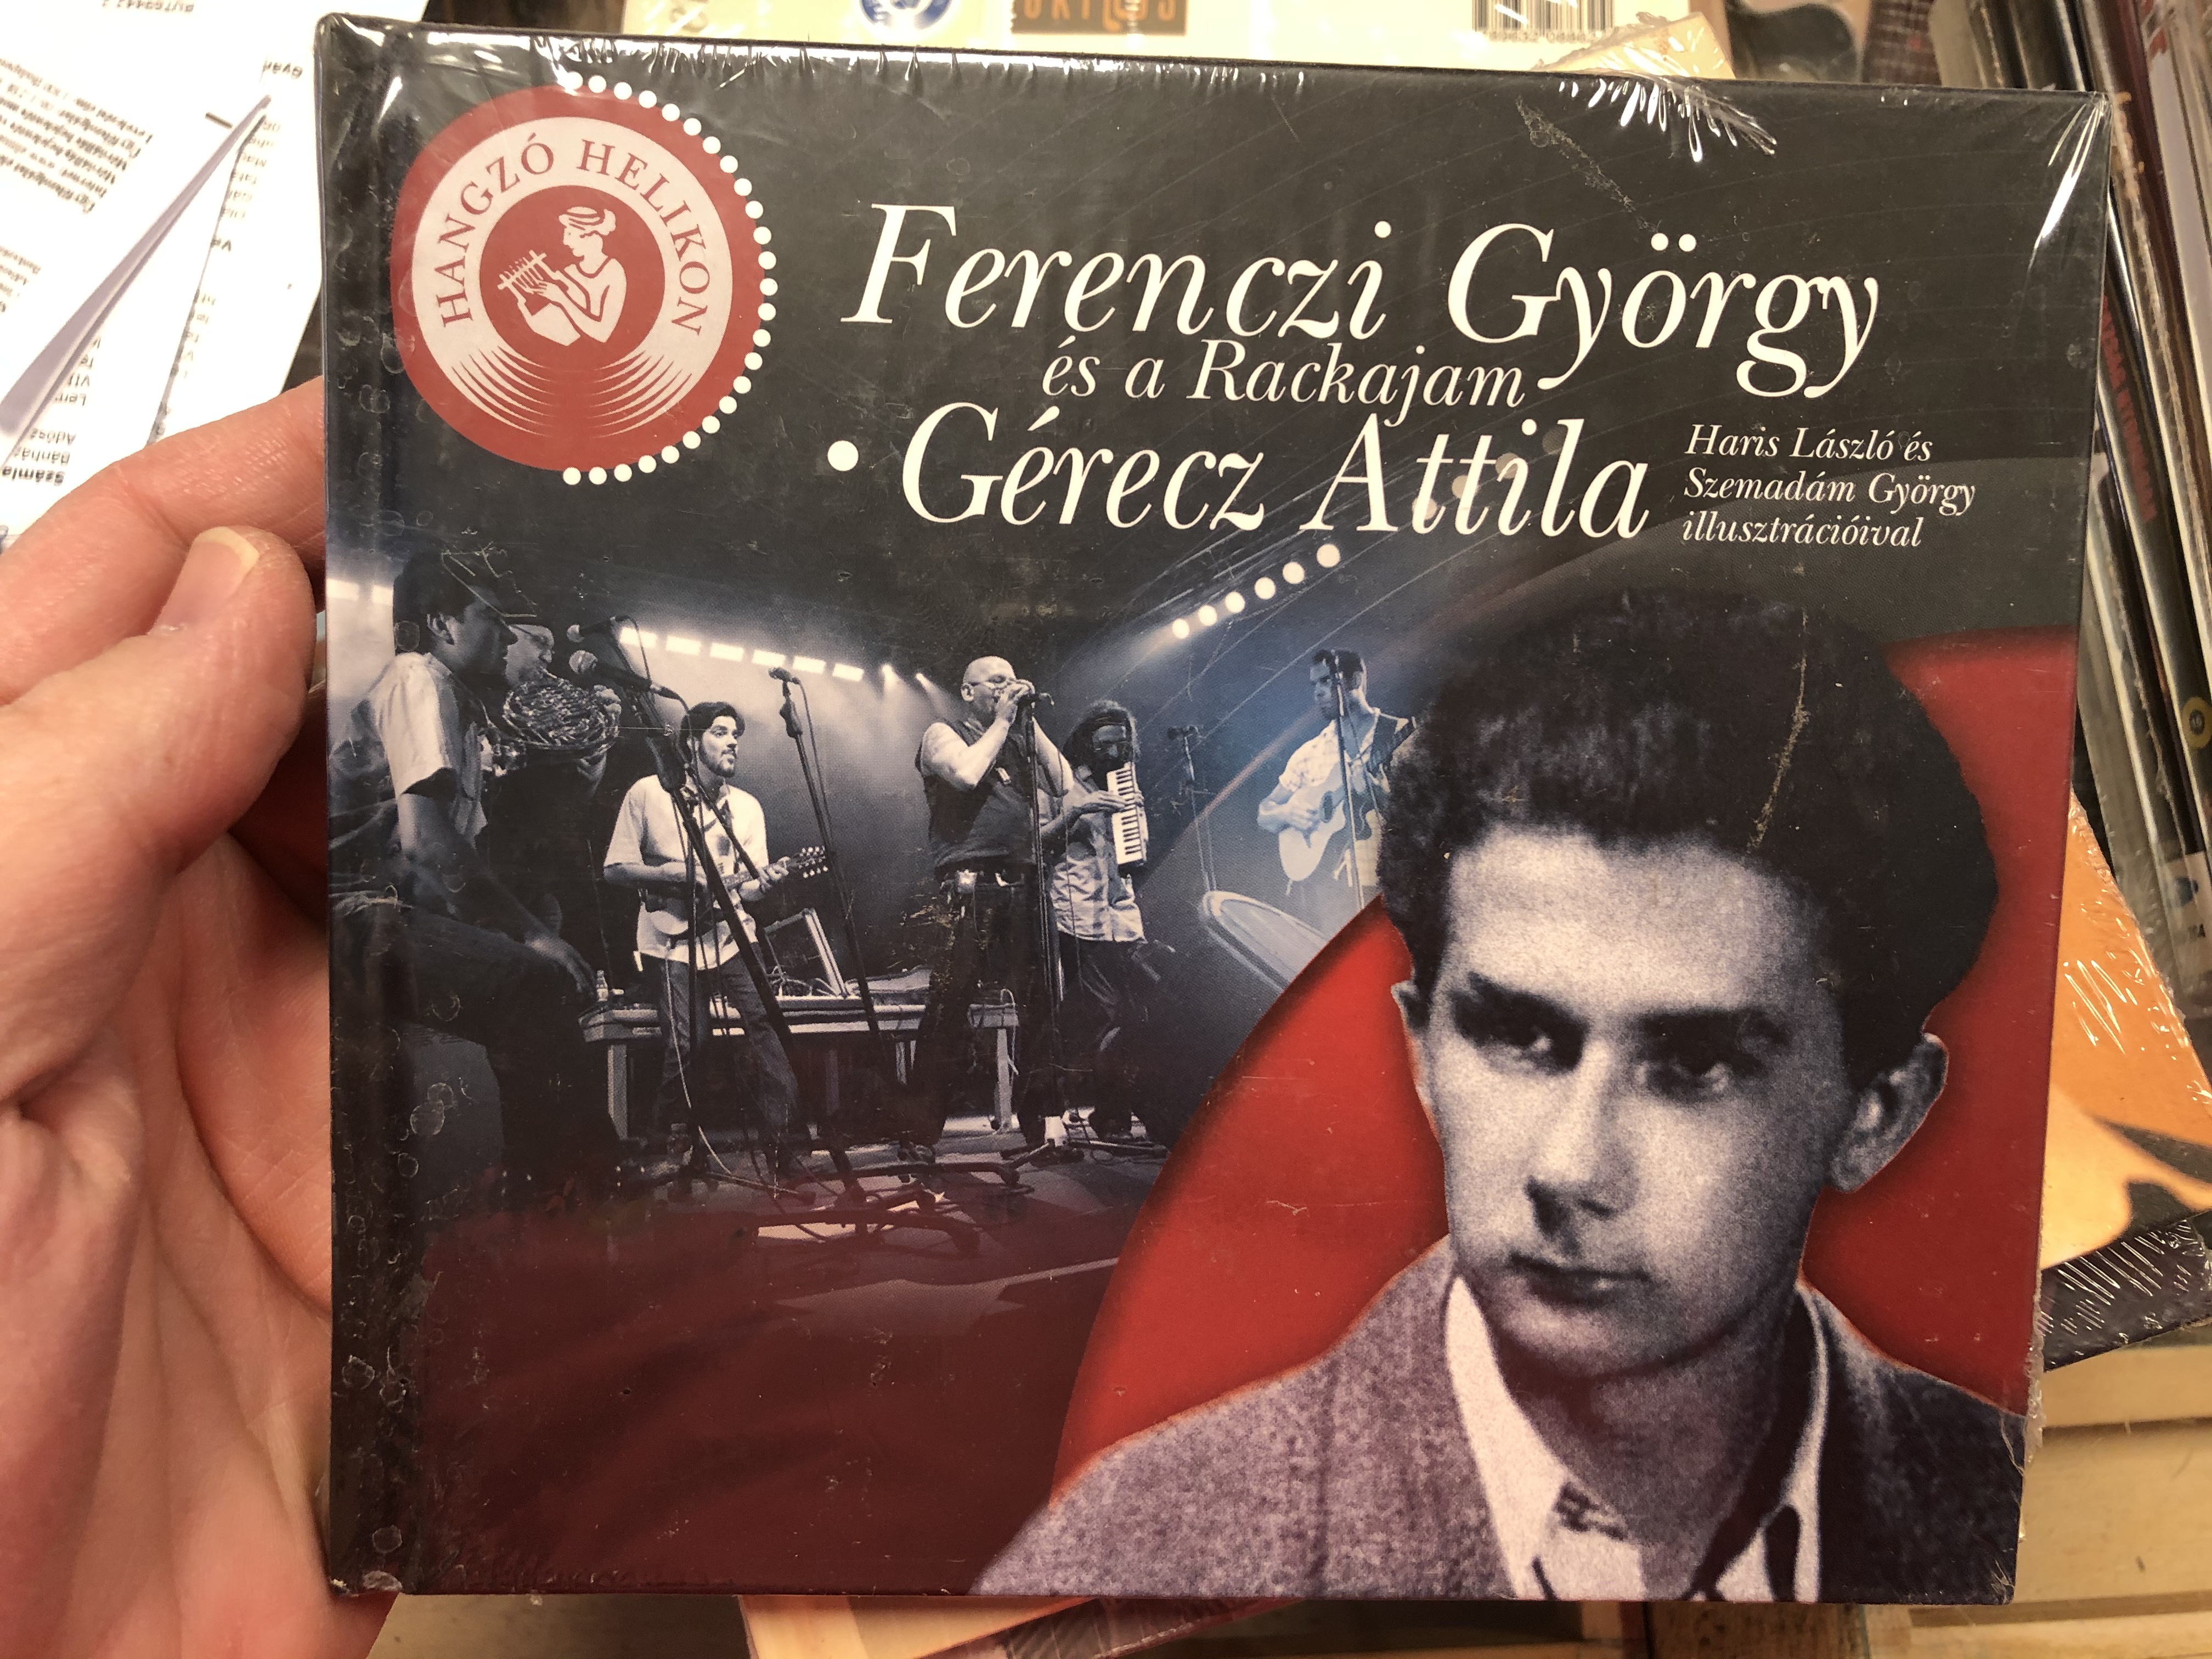 HANGZÓ HELIKON
Ferenczi György
és a Rackajam
• Gérecz Attila
Haris László és
Szemadám György
illusztrációival